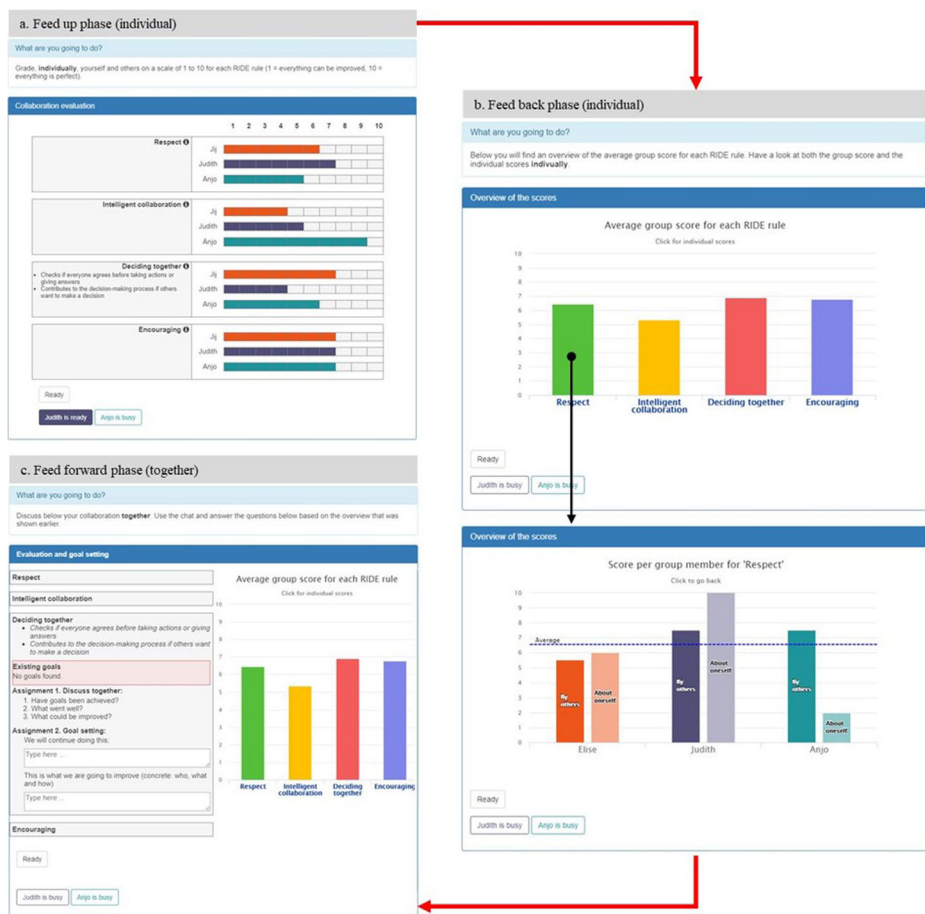 a. Feed up phase (individual)
What are you going to do?
Grade, individually, yourself and others on a scale of 1 to 10 for each RIDE rule (1 = everything can be improved, 10 =
everything is perfect).
Collaboration evaluation
1 2 3 4 5 6 7 8 9 10
Respect
Jij
Judith
Anjo
Intelligent collaboration
Jij
Judith
Anjo
Deciding together
• Checks if everyone agrees before taking actions or
giving answers
• Contributes to the decision-making process if others
want to make a decision
Jij
Judith
Anjo
Encouraging
Jij
Judith
Anjo
Ready
Judith is ready
Anjo is busy
b. Feed back phase (individual)
What are you going to do?
Below you will find an overview of the average group score for each RIDE rule. Have a look at both the group score and the
individual scores indivually.
Overview of the scores
Average group score for each RIDE rule
Click for individual scores
10
9
8
7
6
5
4
3
2
1
0
Respect
Intelligent
collaboration
Deciding together
Encouraging
Ready
Judith is busy
Anjo is busy
Overview of the scores
Score per group member for 'Respect'
Click to go back
10
9
8
7
6
5
4
3
2
1
0
Average
By
others
About
oneself
By
others
About
oneself
By
others
About
oneself
Elise
Judith
Anjo
Ready
Judith is busy
Anjo is busy
c. Feed forward phase (together)
What are you going to do?
Discuss below your collaboration together. Use the chat and answer the questions below based on the overview that was
shown earlier.
Evaluation and goal setting
Respect
Intelligent collaboration
Deciding together
• Checks if everyone agrees before taking actions or giving
answers
• Contributes to the decision-making process if others want
to make a decision
Existing goals
No goals found.
Assignment 1. Discuss together:
1. Have goals been achieved?
2. What went well?
3. What could be improved?
Assignment 2. Goal setting:
We will continue doing this:
Type here ...
This is what we are going to improve (concrete: who, what
and how)
Type here ...
Encouraging
Average group score for each RIDE rule
Click for individual scores
10
9
8
7
6
5
4
3
2
1
0
Respect
Intelligent
collaboration
Deciding
together
Encouraging
Ready
Judith is busy
Anjo is busy